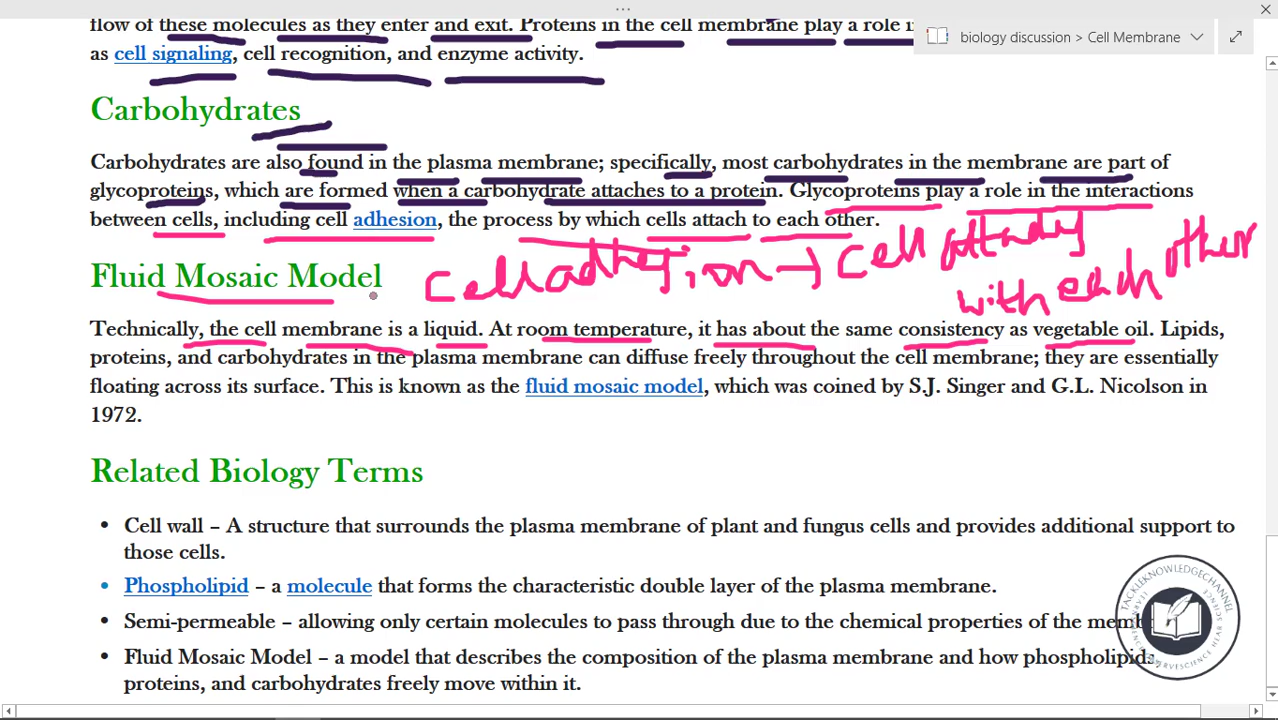 flow of these molecules as they enter and exit. Proteins in the cell membrane play a role i
as cell signaling, cell recognition, and enzyme activity.
biology discussion > Cell Membrane
Carbohydrates
Carbohydrates are also found in the plasma membrane; specifically, most carbohydrates in the membrane are part of
glycoproteins, which are formed when a carbohydrate attaches to a protein. Glycoproteins play a role in the interactions
between cells, including cell adhesion, the process by which cells attach to each other.
Fluid Mosaic Model
cell adhesion → cell
with each other
Technically, the cell membrane is a liquid. At room temperature, it has about the same consistency as vegetable oil. Lipids,
proteins, and carbohydrates in the plasma membrane can diffuse freely throughout the cell membrane; they are essentially
floating across its surface. This is known as the fluid mosaic model, which was coined by S.J. Singer and G.L. Nicolson in
1972.
Related Biology Terms
• Cell wall – A structure that surrounds the plasma membrane of plant and fungus cells and provides additional support to
those cells.
• Phospholipid – a molecule that forms the characteristic double layer of the plasma membrane.
• Semi-permeable – allowing only certain molecules to pass through due to the chemical properties of the mem
• Fluid Mosaic Model – a model that describes the composition of the plasma membrane and how phospholipids,
proteins, and carbohydrates freely move within it.
TACKLEKNOWLEDGECHANNEL